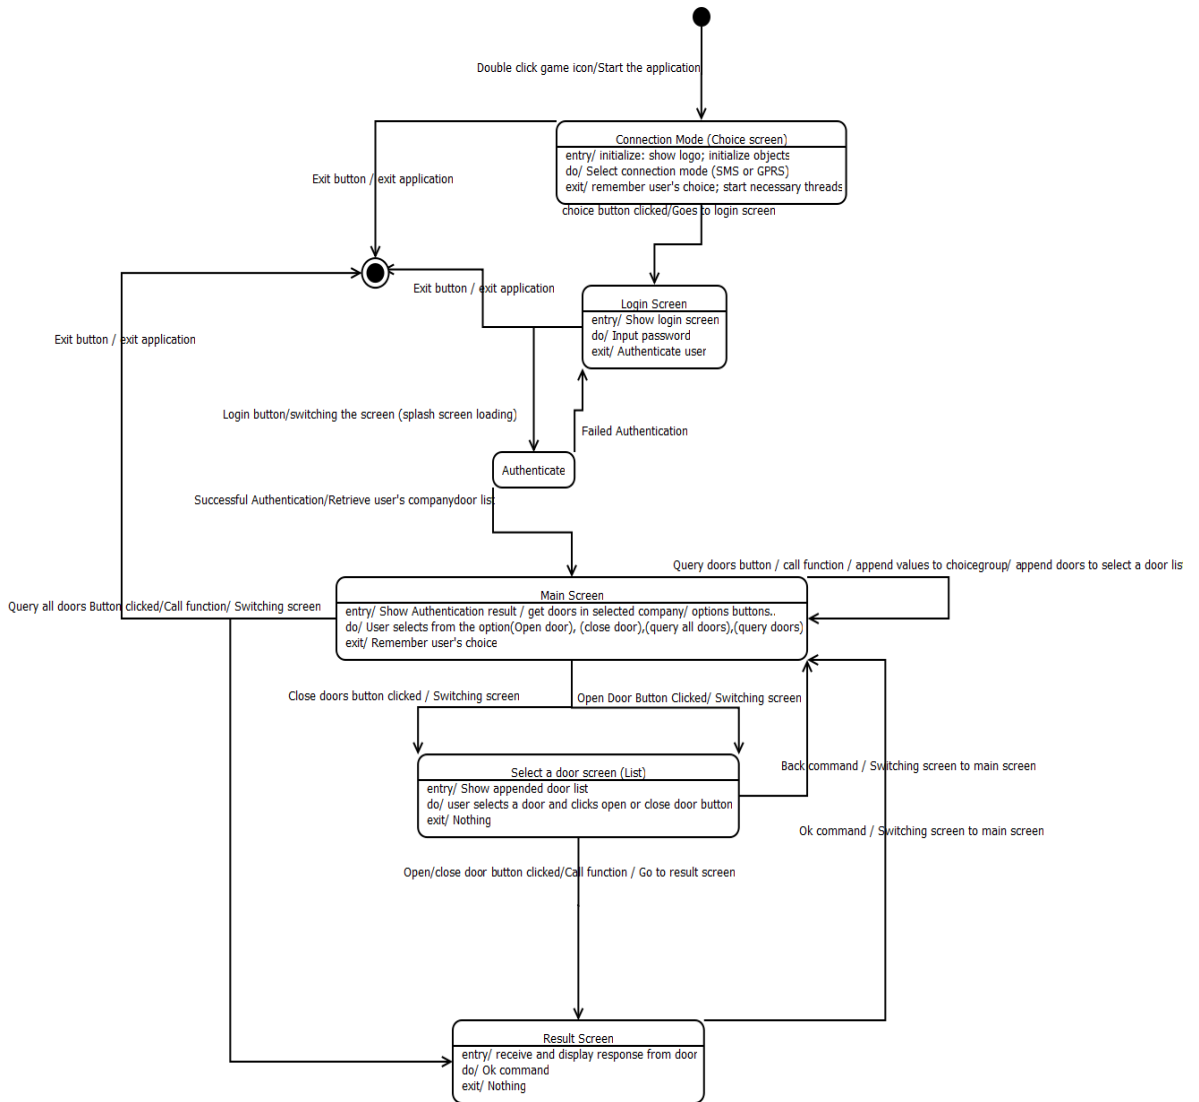 Double click game icon/Start the application
Connection Mode (Choice screen)
entry/ initialize: show logo; initialize objects
do/ Select connection mode (SMS or GPRS)
exit/ remember user's choice; start necessary threads
Exit button / exit application
choice button clicked/Goes to login screen
Exit button / exit application
Login Screen
entry/ Show login screen
do/ Input password
exit/ Authenticate user
Exit button / exit application
Login button/switching the screen (splash screen loading)
Failed Authentication
Authenticate
Successful Authentication/Retrieve user's companydoor list
Query doors button / call function / append values to choicegroup/ append doors to select a door lis
Main Screen
Query all doors Button clicked/Call function/ Switching screen
entry/ Show Authentication result / get doors in selected company/ options buttons..
do/ User selects from the option(Open door), (close door),(query all doors),(query doors)
exit/ Remember user's choice
Close doors button clicked / Switching screen
Open Door Button Clicked/ Switching screen
Select a door screen (List)
entry/ Show appended door list
do/ user selects a door and clicks open or close door button
exit/ Nothing
Back command / Switching screen to main screen
Ok command / Switching screen to main screen
Open/close door button clicked/Call function / Go to result screen
Result Screen
entry/ receive and display response from door
do/ Ok command
exit/ Nothing